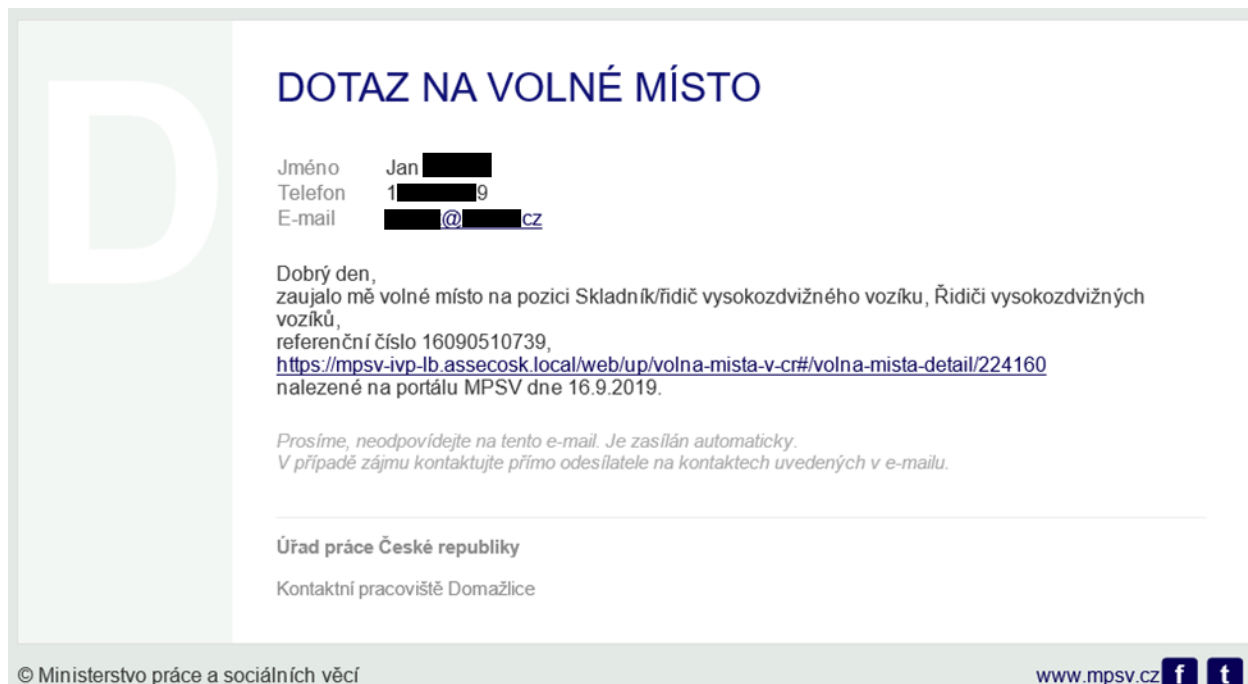 D
DOTAZ NA VOLNÉ MÍSTO
Jméno Jan
Telefon 1 9
E-mail @ cz
Dobrý den,
zaujalo mě volné místo na pozici Skladník/řidič vysokozdvižného vozíku, Řidiči vysokozdvižných
vozíků,
referenční číslo 16090510739,
https://mpsv-ivp-lb.assecosk.local/web/up/volna-mista-v-cr#/volna-mista-detail/224160
nalezené na portálu MPSV dne 16.9.2019.
Prosíme, neodpovídejte na tento e-mail. Je zasílán automaticky.
V případě zájmu kontaktujte přímo odesílatele na kontaktech uvedených v e-mailu.
Úřad práce České republiky
Kontaktní pracoviště Domažlice
© Ministerstvo práce a sociálních věcí www.mpsv.cz f t